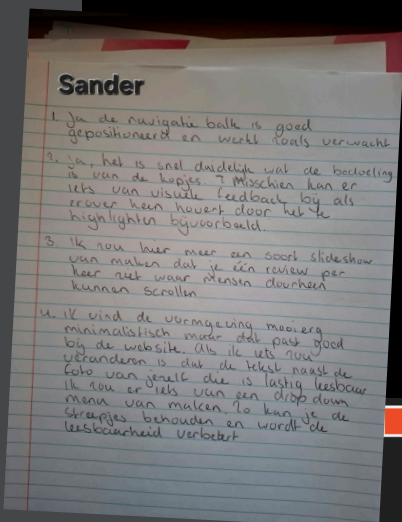 Sander
1. Ja de navigatie balk is goed
gepositioneerd en werkt zoals verwacht
2. ja, het is snel duidelijk wat de bedoeling
is van de kopjes. Misschien kan er
iets van visuele feedback bij als
erover heen hovert door het te
highlighten bijvoorbeeld.
3. Ik zou hier meer een soort slideshow
van maken dat je één review per
keer ziet waar mensen doorheen
kunnen scrollen
4. ik vind de vormgeving mooi erg
minimalistisch maar dat past goed
bij de website. Als ik iets zou
veranderen is dat de tekst naast de
foto van jezelf die is lastig leesbaar
Ik zou er iets van een drop down
menu van maken. Zo kan je de
streepjes behouden en wordt de
leesbaarheid verbetert